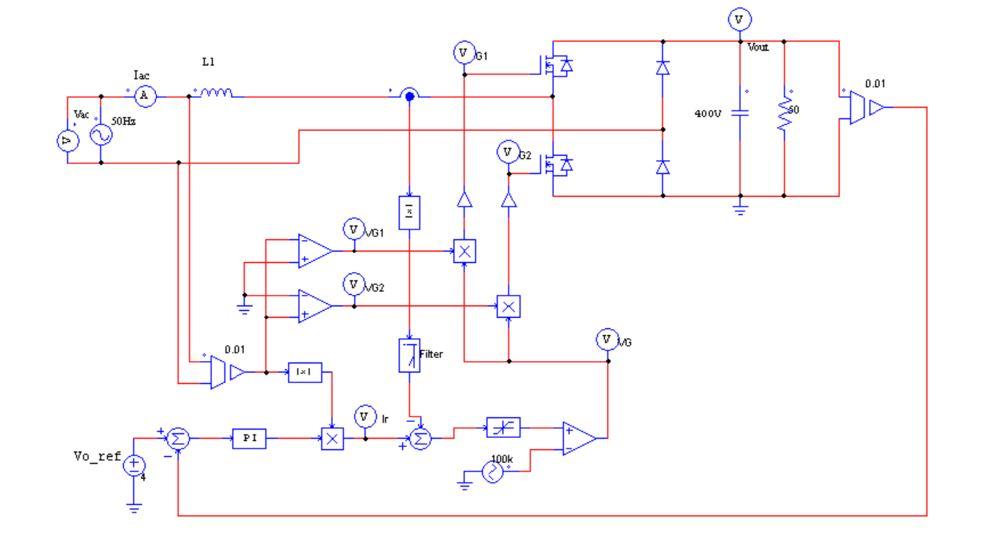 V
Vout
V
G1
L1
Iac
A
0.01
Vac
50Hz
V
400V
50
V
G2
|x|
V
VG1
V
VG2
V
VG
0.01
Filter
|x|
V
Ir
PI
Vo_ref
4
100k